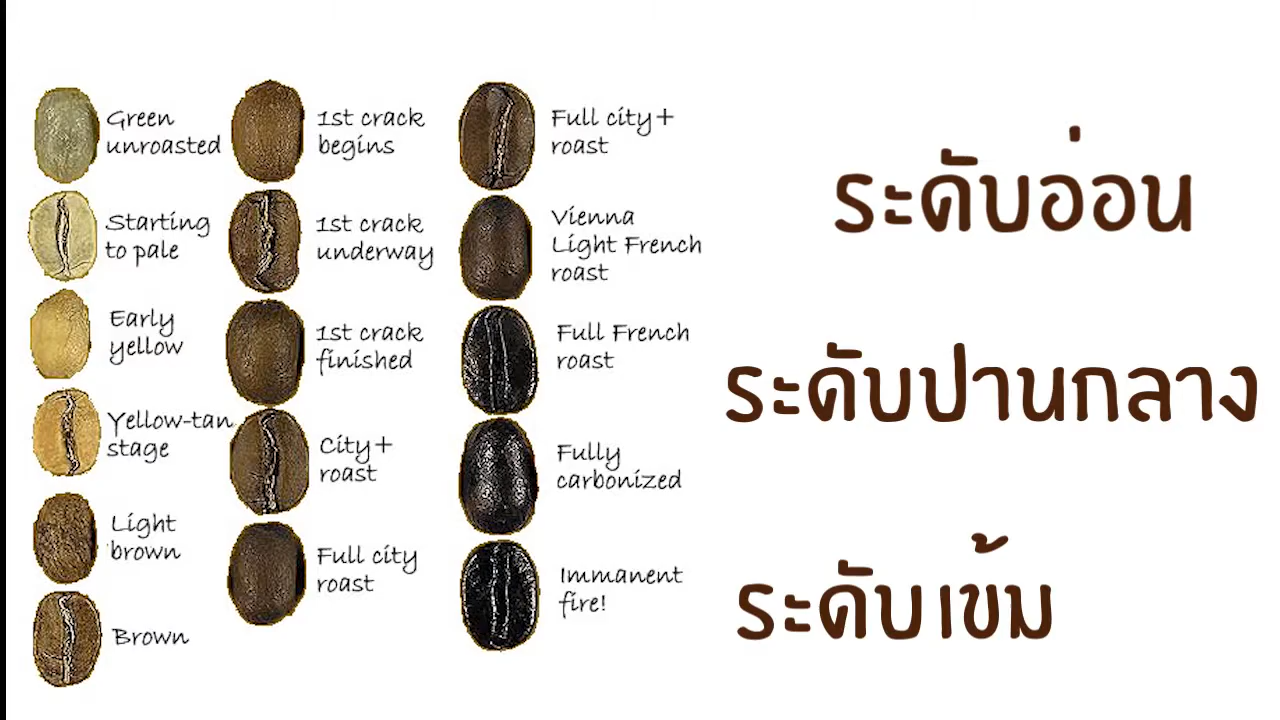 Green
unroasted
Starting
to pale
Early
yellow
Yellow-tan
stage
Light
brown
Brown
1st crack
begins
1st crack
underway
1st crack
finished
City+
roast
Full city
roast
Full city+
roast
Vienna
Light French
roast
Full French
roast
Fully
carbonized
Immanent
fire!
ระดับอ่อน
ระดับปานกลาง
ระดับเข้ม